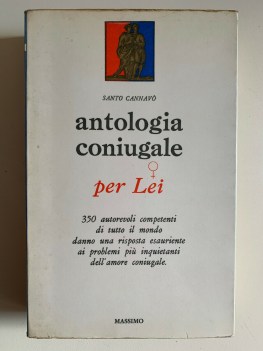 SANTO CANNAVÒ
antologia
coniugale
per Lei
350 autorevoli competenti
di tutto il mondo
danno una risposta esauriente
ai problemi più inquietanti
dell'amore coniugale.
MASSIMO